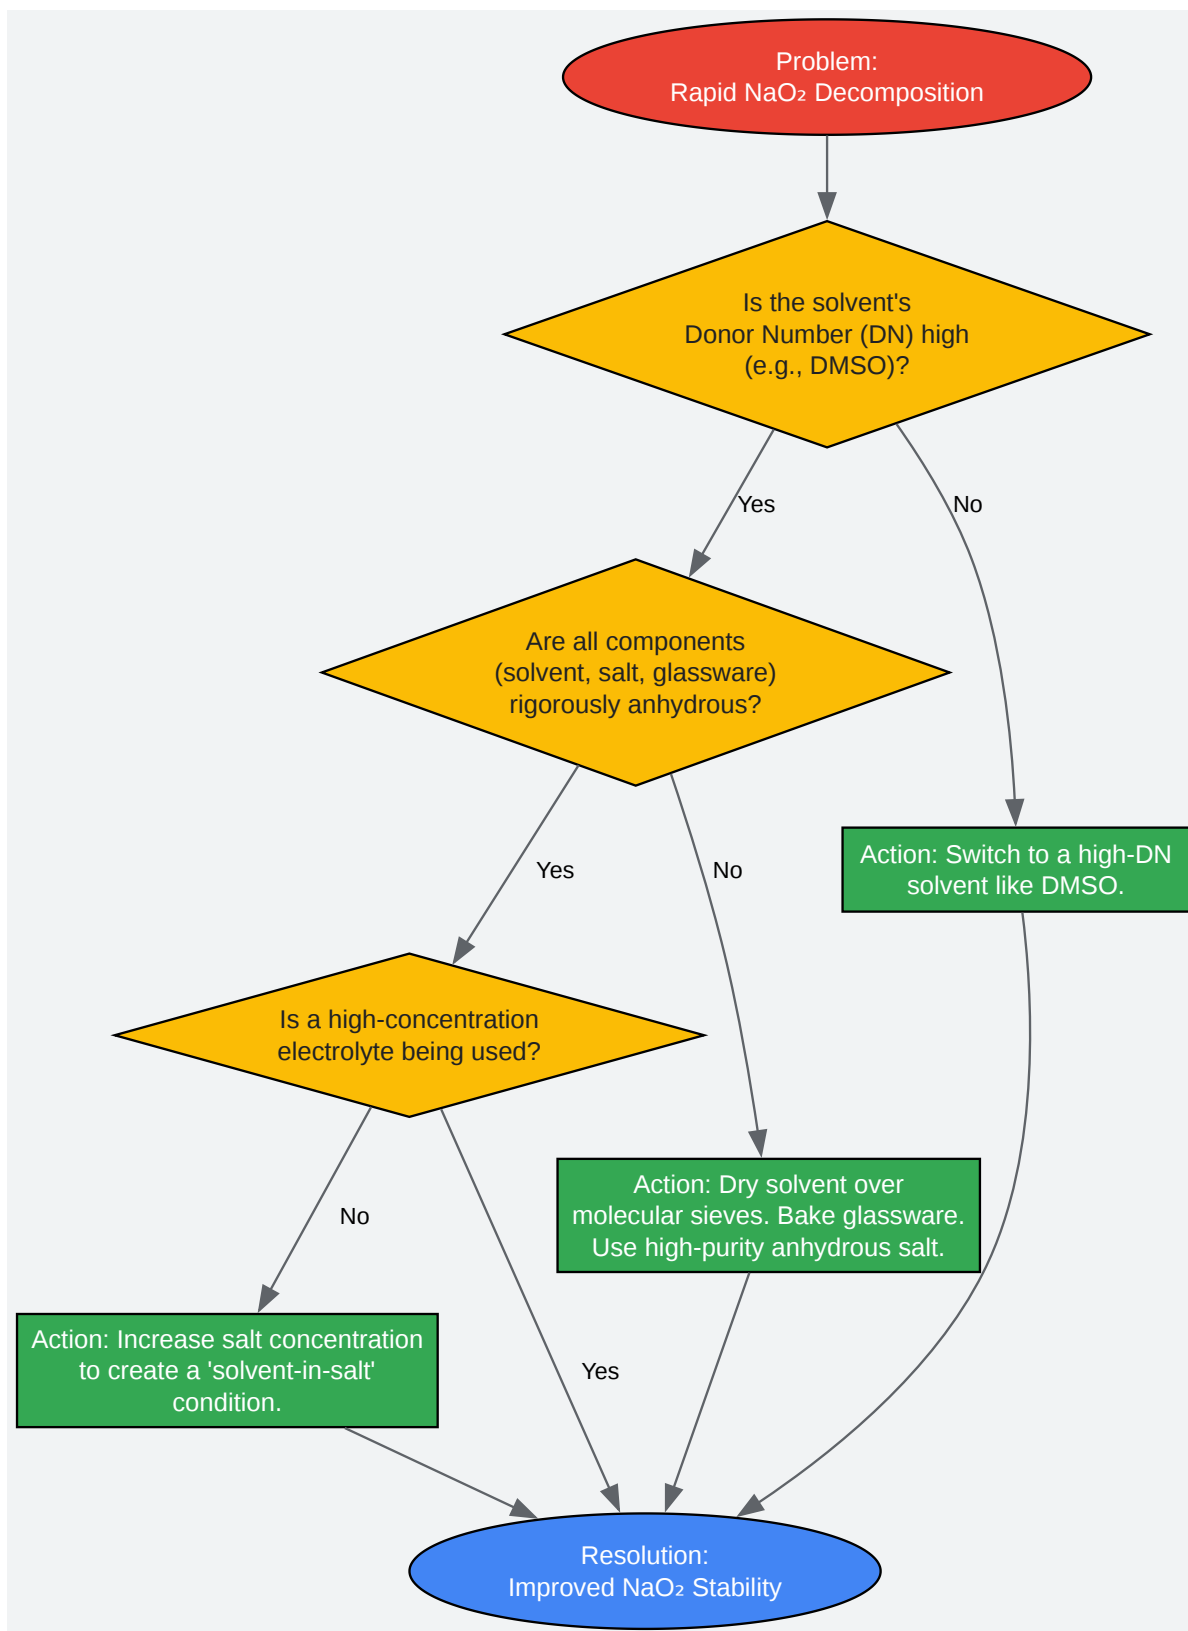 Problem:
Rapid NaO₂ Decomposition
Is the solvent's
Donor Number (DN) high
(e.g., DMSO)?
Yes
No
Are all components
(solvent, salt, glassware)
rigorously anhydrous?
Yes
No
Action: Switch to a high-DN
solvent like DMSO.
Is a high-concentration
electrolyte being used?
No
Yes
Action: Dry solvent over
molecular sieves. Bake glassware.
Use high-purity anhydrous salt.
Action: Increase salt concentration
to create a 'solvent-in-salt'
condition.
Resolution:
Improved NaO₂ Stability